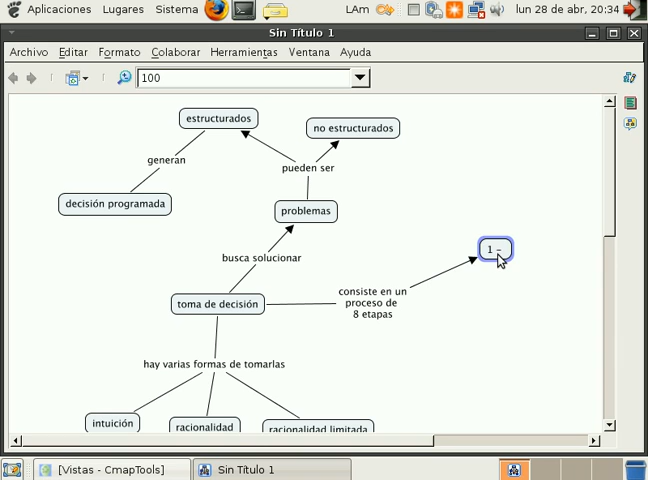 Aplicaciones Lugares Sistema LAm lun 28 de abr, 20:34
Sin Título 1
Archivo Editar Formato Colaborar Herramientas Ventana Ayuda
100
estructurados
no estructurados
generan
pueden ser
decisión programada
problemas
1 –
busca solucionar
consiste en un
proceso de
8 etapas
toma de decisión
hay varias formas de tomarlas
intuición
racionalidad
racionalidad limitada
[Vistas - CmapTools] Sin Título 1